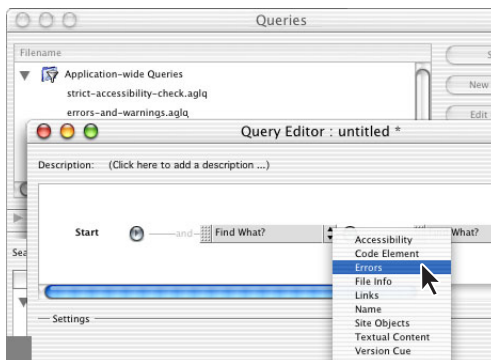 Queries
Filename
Application-wide Queries
strict-accessibility-check.aglq
New
errors-and-warnings.aglq
Edit
Query Editor : untitled *
Description: (Click here to add a description ...)
Start and Find What? What?
Accessibility
Code Element
Errors
File Info
Links
Name
Site Objects
Textual Content
Version Cue
Settings